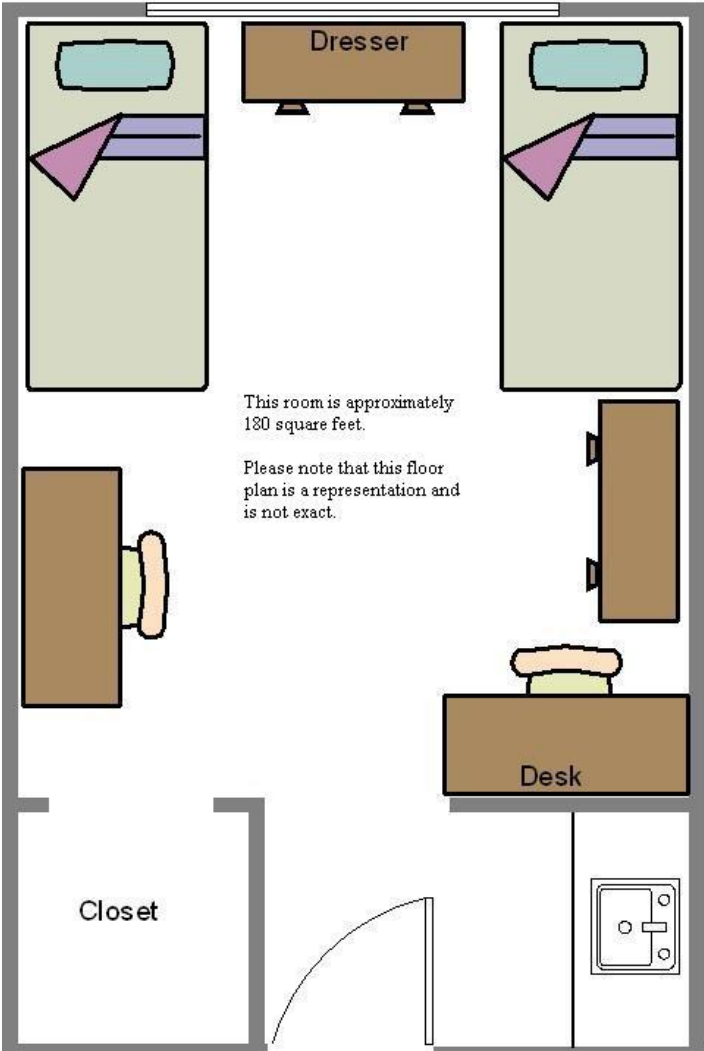 Dresser
This room is approximately
180 square feet.
Please note that this floor
plan is a representation and
is not exact.
Desk
Closet